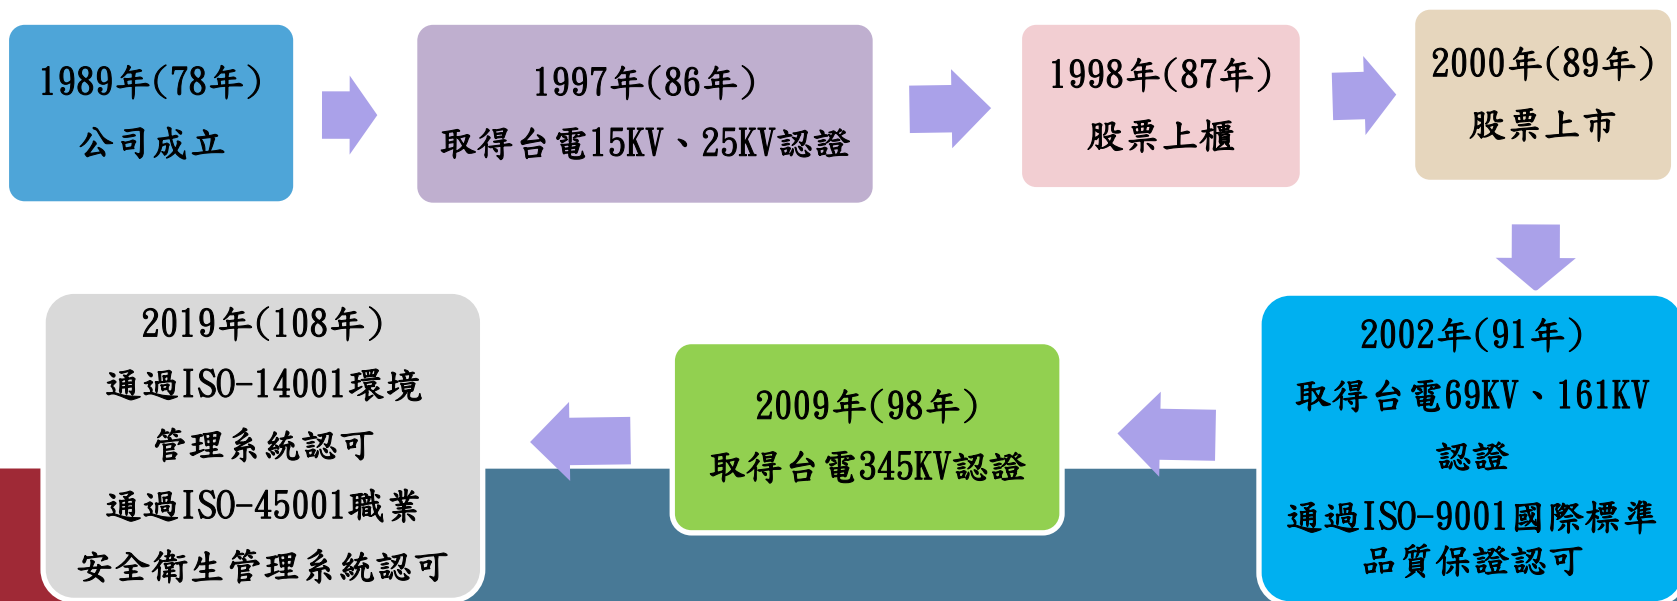 1989年(78年)
公司成立
1997年(86年)
取得台電15KV、25KV認證
1998年(87年)
股票上櫃
2000年(89年)
股票上市
2002年(91年)
取得台電69KV、161KV
認證
通過ISO-9001國際標準
品質保證認可
2009年(98年)
取得台電345KV認證
2019年(108年)
通過ISO-14001環境
管理系統認可
通過ISO-45001職業
安全衛生管理系統認可